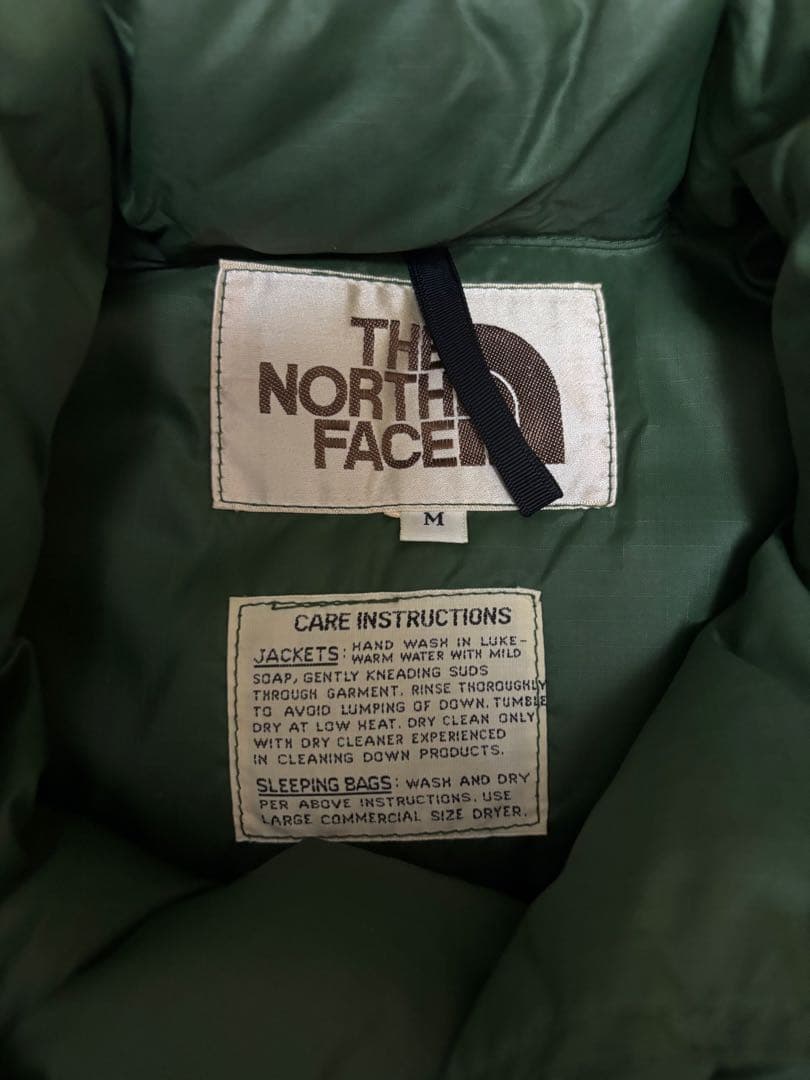 THE
NORTH
FACE
M
CARE INSTRUCTIONS
JACKETS: HAND WASH IN LUKE-
WARM WATER WITH MILD
SOAP, GENTLY KNEADING SUDS
THROUGH GARMENT. RINSE THOROUGHLY
TO AVOID LUMPING OF DOWN. TUMBLE
DRY AT LOW HEAT. DRY CLEAN ONLY
WITH DRY CLEANER EXPERIENCED
IN CLEANING DOWN PRODUCTS.
SLEEPING BAGS: WASH AND DRY
PER ABOVE INSTRUCTIONS. USE
LARGE COMMERCIAL SIZE DRYER.